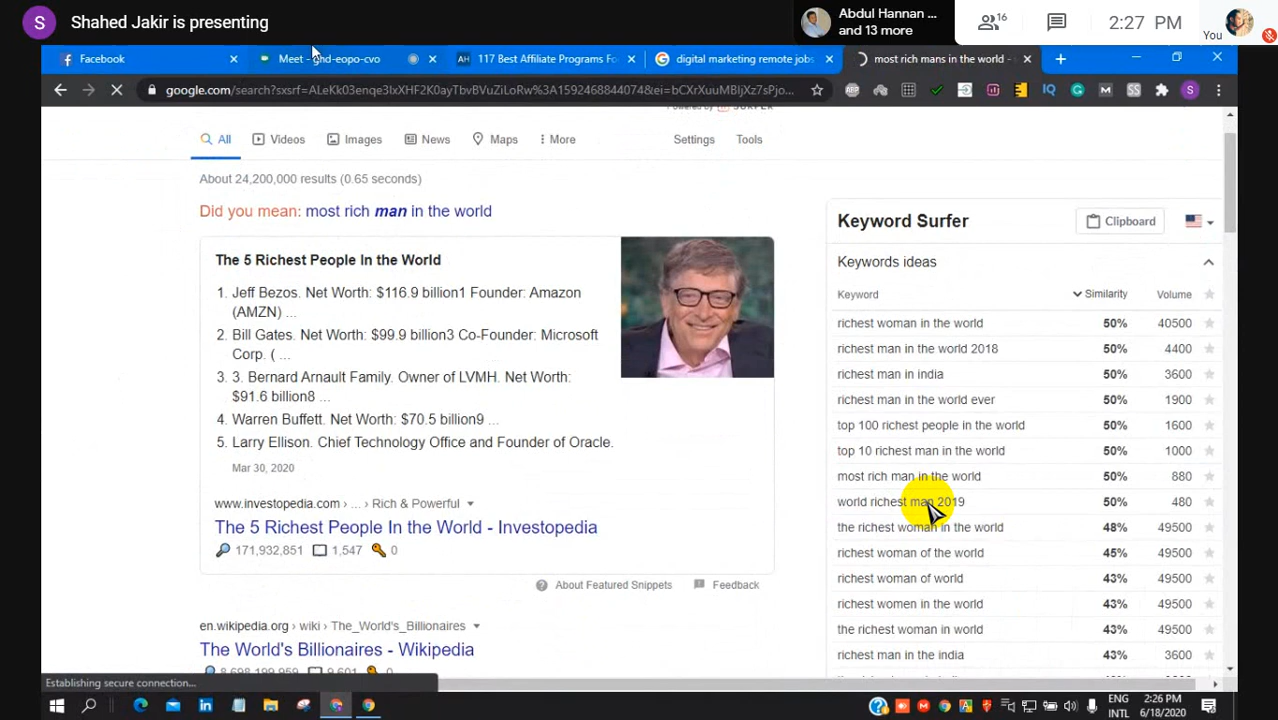 S Shahed Jakir is presenting
Abdul Hannan ...
and 13 more
16
2:27 PM
You
Facebook
Meet - ghd-eopo-cvo
AH 117 Best Affiliate Programs Fo
digital marketing remote jobs
most rich mans in the world -
google.com/search?sxsrf=ALeKk03enqe3IxXHF2K0ayTbvBVuZiLoRw%3A1592468844074&ei=bCXrXuuMBIjXz7sPjo...
All Videos Images News Maps More Settings Tools
About 24,200,000 results (0.65 seconds)
Did you mean: most rich man in the world
The 5 Richest People In the World
1. Jeff Bezos. Net Worth: $116.9 billion1 Founder: Amazon
(AMZN) ...
2. Bill Gates. Net Worth: $99.9 billion3 Co-Founder: Microsoft
Corp. ( ...
3. 3. Bernard Arnault Family. Owner of LVMH. Net Worth:
$91.6 billion8 ...
4. Warren Buffett. Net Worth: $70.5 billion9 ...
5. Larry Ellison. Chief Technology Office and Founder of Oracle.
Mar 30, 2020
www.investopedia.com › ... › Rich & Powerful
The 5 Richest People In the World - Investopedia
171,932,851 1,547 0
About Featured Snippets Feedback
en.wikipedia.org › wiki › The_World's_Billionaires
The World's Billionaires - Wikipedia
8,698,199,959 9,601 0
Keyword Surfer Clipboard
Keywords ideas
Keyword Similarity Volume
richest woman in the world 50% 40500
richest man in the world 2018 50% 4400
richest man in india 50% 3600
richest man in the world ever 50% 1900
top 100 richest people in the world 50% 1600
top 10 richest man in the world 50% 1000
most rich man in the world 50% 880
world richest man 2019 50% 480
the richest woman in the world 48% 49500
richest woman of the world 45% 49500
richest woman of world 43% 49500
richest women in the world 43% 49500
the richest woman in world 43% 49500
richest man in the india 43% 3600
Establishing secure connection...
ENG
INTL
2:26 PM
6/18/2020